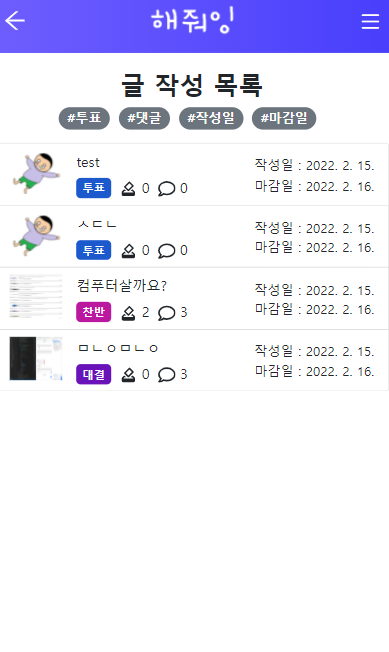 해줘잉
글 작성 목록
#투표 #댓글 #작성일 #마감일
test
작성일 : 2022. 2. 15.
투표 0 0
마감일 : 2022. 2. 16.
ㅅㄷㄴ
작성일 : 2022. 2. 15.
투표 0 0
마감일 : 2022. 2. 16.
컴푸터살까요?
작성일 : 2022. 2. 15.
찬반 2 3
마감일 : 2022. 2. 16.
ㅁㄴㅇㅁㄴㅇ
작성일 : 2022. 2. 15.
대결 0 3
마감일 : 2022. 2. 16.